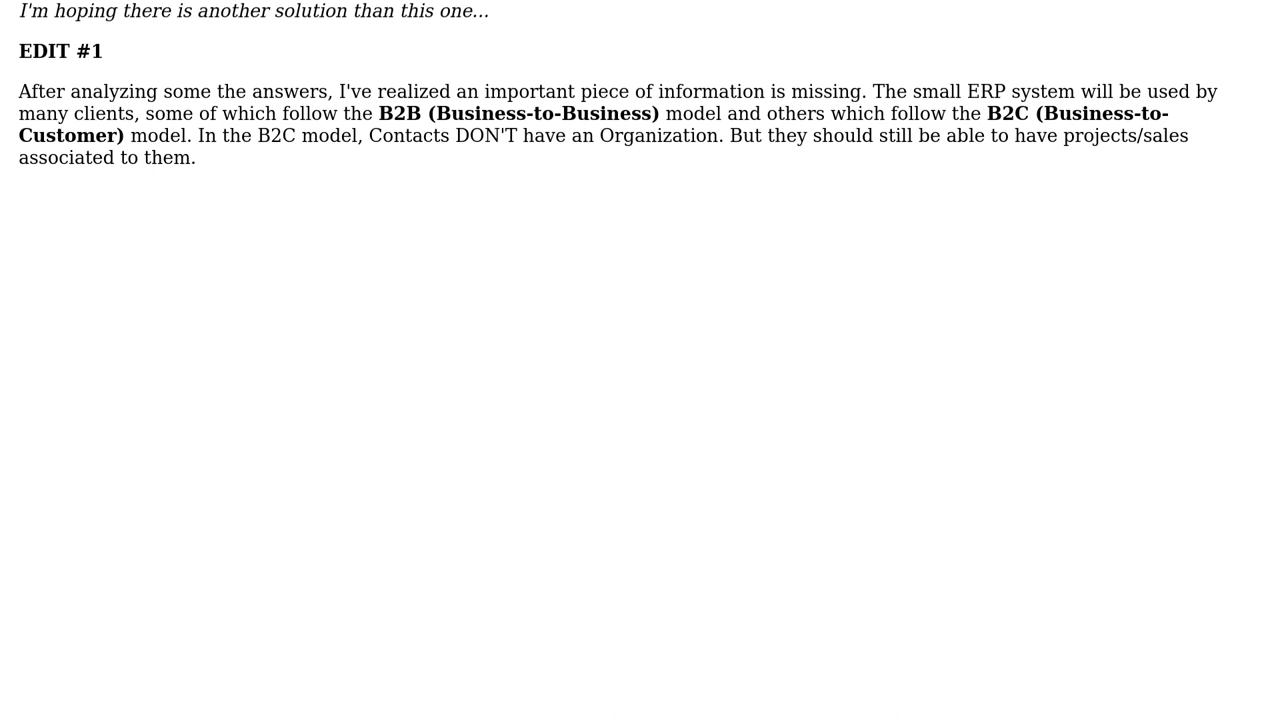 I'm hoping there is another solution than this one...
EDIT #1
After analyzing some the answers, I've realized an important piece of information is missing. The small ERP system will be used by
many clients, some of which follow the B2B (Business-to-Business) model and others which follow the B2C (Business-to-
Customer) model. In the B2C model, Contacts DON'T have an Organization. But they should still be able to have projects/sales
associated to them.